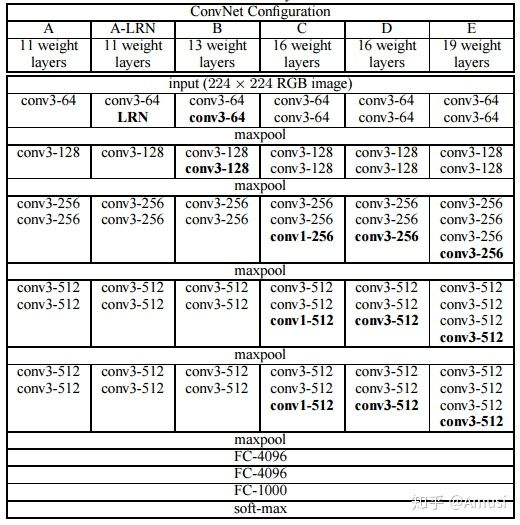 ConvNet Configuration
A A-LRN B C D E
11 weight 11 weight 13 weight 16 weight 16 weight 19 weight
layers layers layers layers layers layers
input (224 × 224 RGB image)
conv3-64 conv3-64 conv3-64 conv3-64 conv3-64 conv3-64
LRN conv3-64 conv3-64 conv3-64 conv3-64
maxpool
conv3-128 conv3-128 conv3-128 conv3-128 conv3-128 conv3-128
conv3-128 conv3-128 conv3-128 conv3-128
maxpool
conv3-256 conv3-256 conv3-256 conv3-256 conv3-256 conv3-256
conv3-256 conv3-256 conv3-256 conv3-256 conv3-256 conv3-256
conv1-256 conv3-256 conv3-256
conv3-256
maxpool
conv3-512 conv3-512 conv3-512 conv3-512 conv3-512 conv3-512
conv3-512 conv3-512 conv3-512 conv3-512 conv3-512 conv3-512
conv1-512 conv3-512 conv3-512
conv3-512
maxpool
conv3-512 conv3-512 conv3-512 conv3-512 conv3-512 conv3-512
conv3-512 conv3-512 conv3-512 conv3-512 conv3-512 conv3-512
conv1-512 conv3-512 conv3-512
conv3-512
maxpool
FC-4096
FC-4096
FC-1000
soft-max
知乎 @Amusi